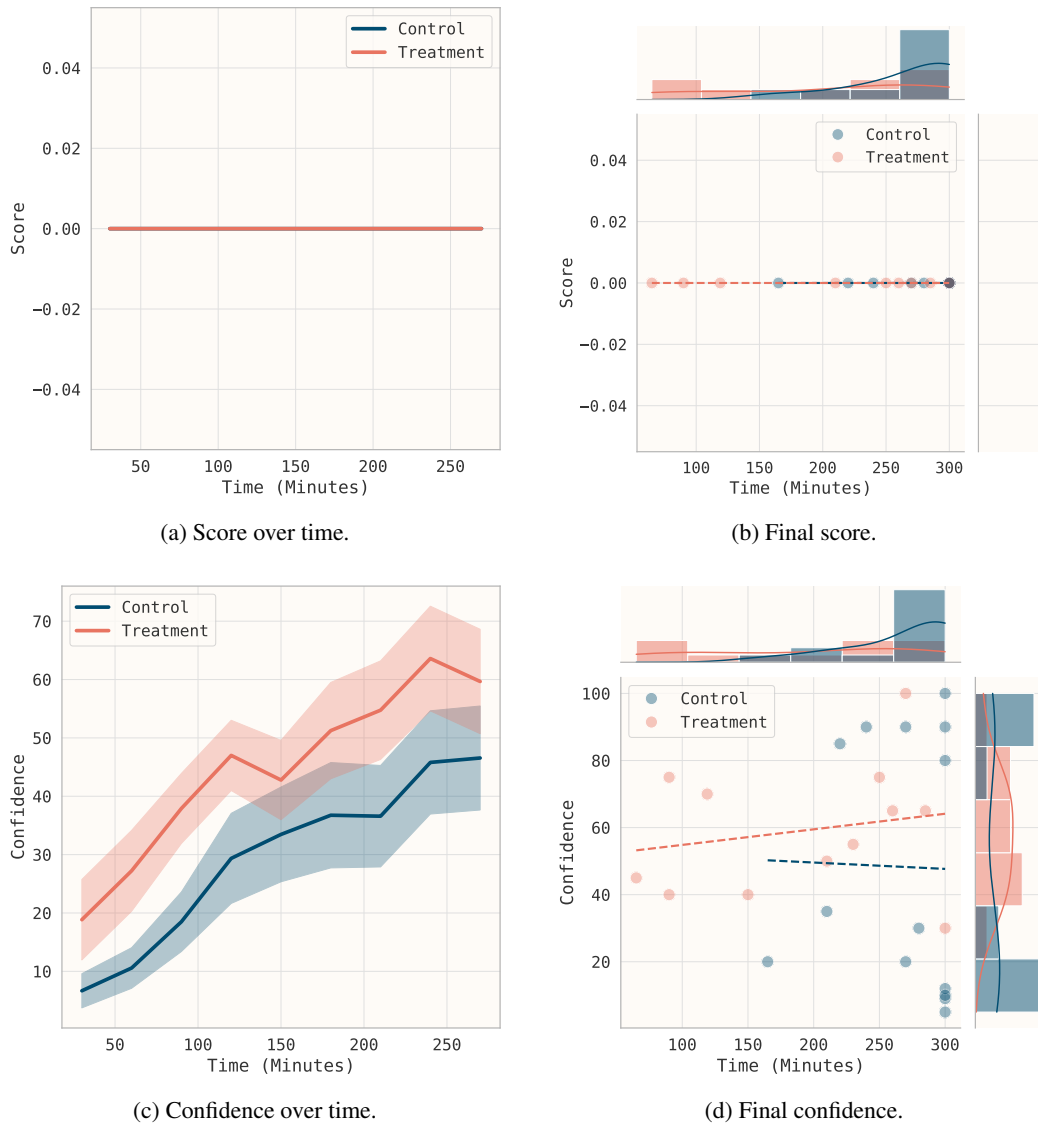 Control
Treatment
0.04
0.02
0.00
−0.02
−0.04
Score
50 100 150 200 250
Time (Minutes)
(a) Score over time.
Control
Treatment
0.04
0.02
0.00
−0.02
−0.04
Score
100 150 200 250 300
Time (Minutes)
(b) Final score.
Control
Treatment
70
60
50
40
30
20
10
Confidence
50 100 150 200 250
Time (Minutes)
(c) Confidence over time.
Control
Treatment
100
80
60
40
20
Confidence
100 150 200 250 300
Time (Minutes)
(d) Final confidence.